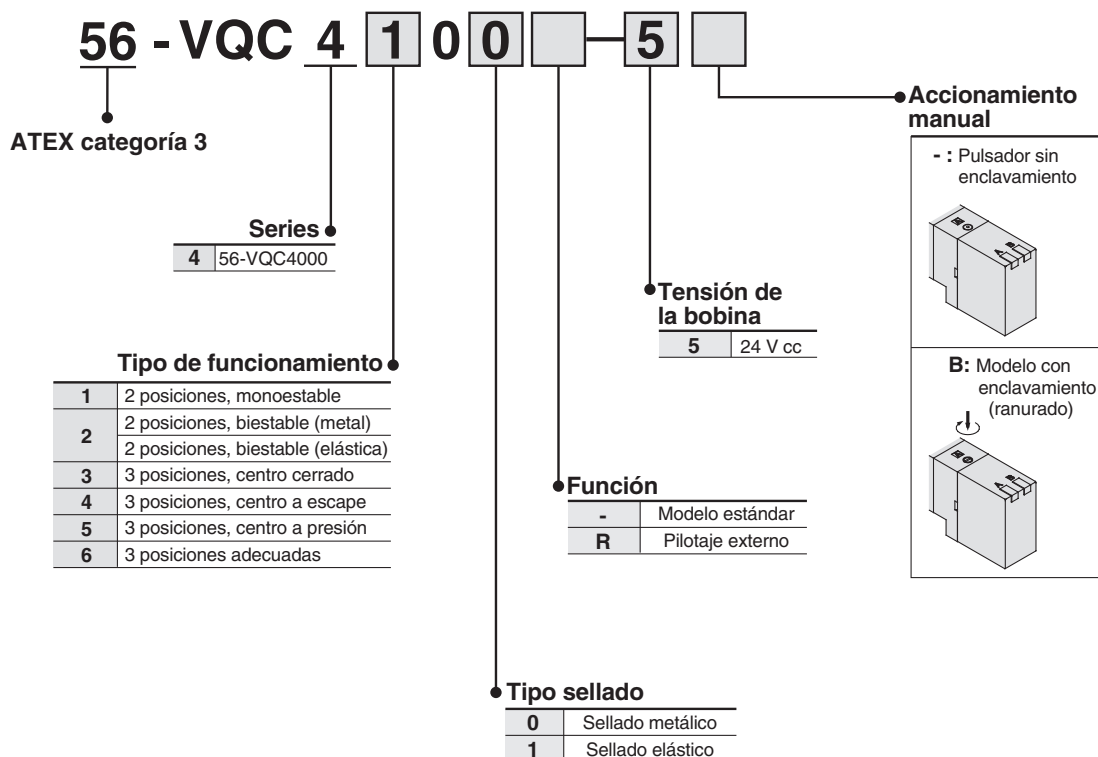 56 - VQC 4 1 0 0 — 5
ATEX categoría 3
Series
4 56-VQC4000
Tipo de funcionamiento
1 2 posiciones, monoestable
2 2 posiciones, biestable (metal)
2 posiciones, biestable (elástica)
3 3 posiciones, centro cerrado
4 3 posiciones, centro a escape
5 3 posiciones, centro a presión
6 3 posiciones adecuadas
Tipo sellado
0 Sellado metálico
1 Sellado elástico
Función
- Modelo estándar
R Pilotaje externo
Tensión de
la bobina
5 24 V cc
Accionamiento
manual
- : Pulsador sin
enclavamiento
A B
B: Modelo con
enclavamiento
(ranurado)
A B